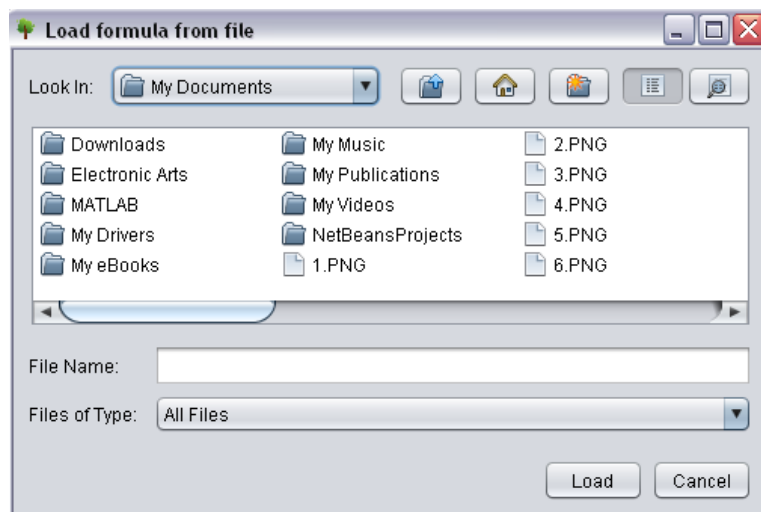 Load formula from file
Look In: My Documents
Downloads
Electronic Arts
MATLAB
My Drivers
My eBooks
My Music
My Publications
My Videos
NetBeansProjects
1.PNG
2.PNG
3.PNG
4.PNG
5.PNG
6.PNG
File Name:
Files of Type: All Files
Load Cancel